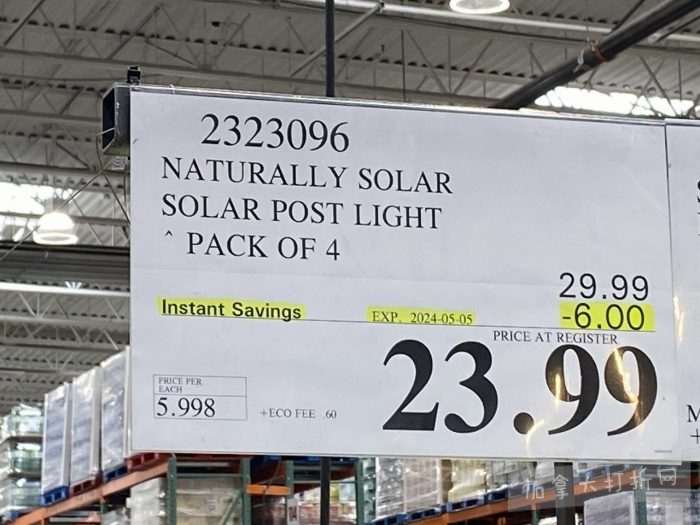 2323096
NATURALLY SOLAR
SOLAR POST LIGHT
^ PACK OF 4
29.99
Instant Savings EXP. 2024-05-05 -6.00
PRICE AT REGISTER
23.99
PRICE PER
EACH
5.998
+ECO FEE .60
M
+
加拿大打折网